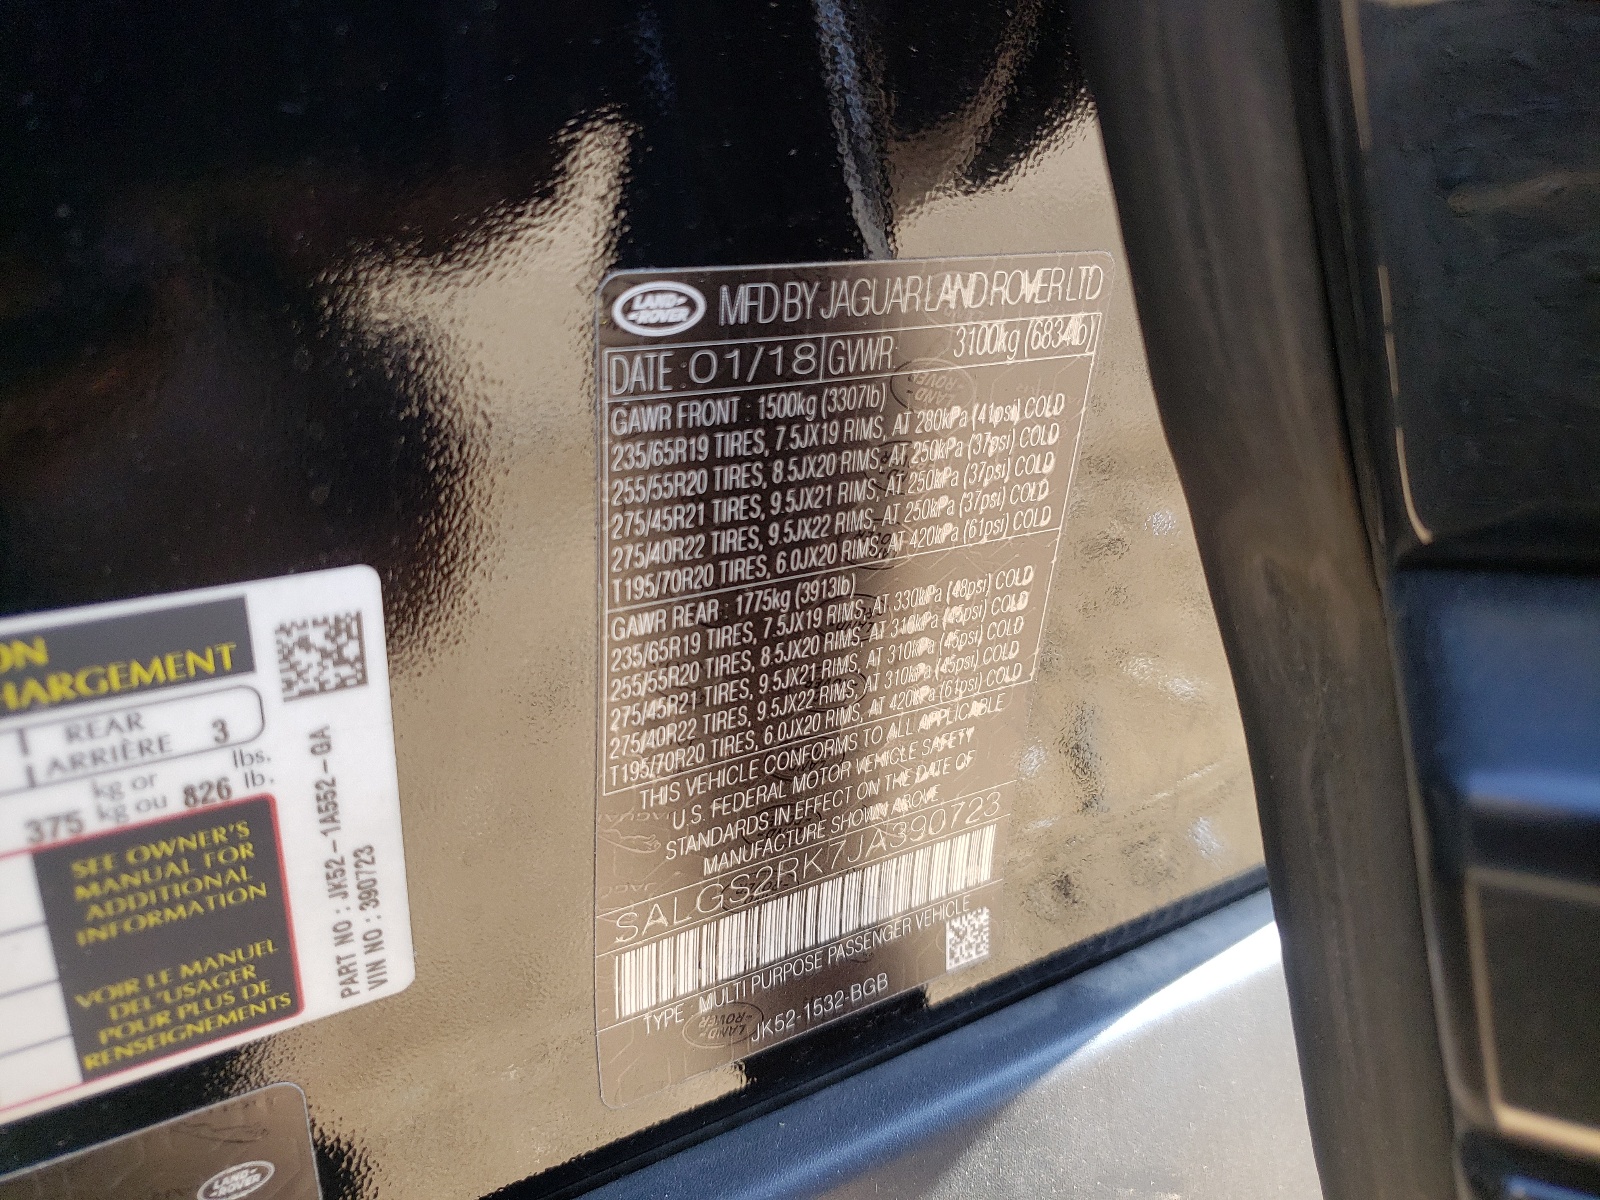 LAND-
-ROVER
MFD BY JAGUAR LAND ROVER LTD
DATE : 01/18 GVWR: 3100kg (6834lb)
GAWR FRONT : 1500kg (3307lb)
235/65R19 TIRES, 7.5JX19 RIMS, AT 280kPa (41psi) COLD
255/55R20 TIRES, 8.5JX20 RIMS, AT 250kPa (37psi) COLD
275/45R21 TIRES, 9.5JX21 RIMS, AT 250kPa (37psi) COLD
275/40R22 TIRES, 9.5JX22 RIMS, AT 250kPa (37psi) COLD
T195/70R20 TIRES, 6.0JX20 RIMS, AT 420kPa (61psi) COLD
GAWR REAR : 1775kg (3913lb)
235/65R19 TIRES, 7.5JX19 RIMS, AT 330kPa (48psi) COLD
255/55R20 TIRES, 8.5JX20 RIMS, AT 310kPa (45psi) COLD
275/45R21 TIRES, 9.5JX21 RIMS, AT 310kPa (45psi) COLD
275/40R22 TIRES, 9.5JX22 RIMS, AT 310kPa (45psi) COLD
T195/70R20 TIRES, 6.0JX20 RIMS, AT 420kPa (61psi) COLD
THIS VEHICLE CONFORMS TO ALL APPLICABLE
U.S. FEDERAL MOTOR VEHICLE SAFETY
STANDARDS IN EFFECT ON THE DATE OF
MANUFACTURE SHOWN ABOVE
SALGS2RK7JA390723
TYPE : MULTI PURPOSE PASSENGER VEHICLE
JK52-1532-BGB
ON
HARGEMENT
REAR
ARRIÈRE 3
375 kg or
kg ou 826 lbs.
lb.
SEE OWNER'S
MANUAL FOR
ADDITIONAL
INFORMATION
VOIR LE MANUEL
DEL'USAGER
POUR PLUS DE
RENSEIGNEMENTS
PART NO : JK52-1A552-GA
VIN NO : 390723
LAND-
-ROVER